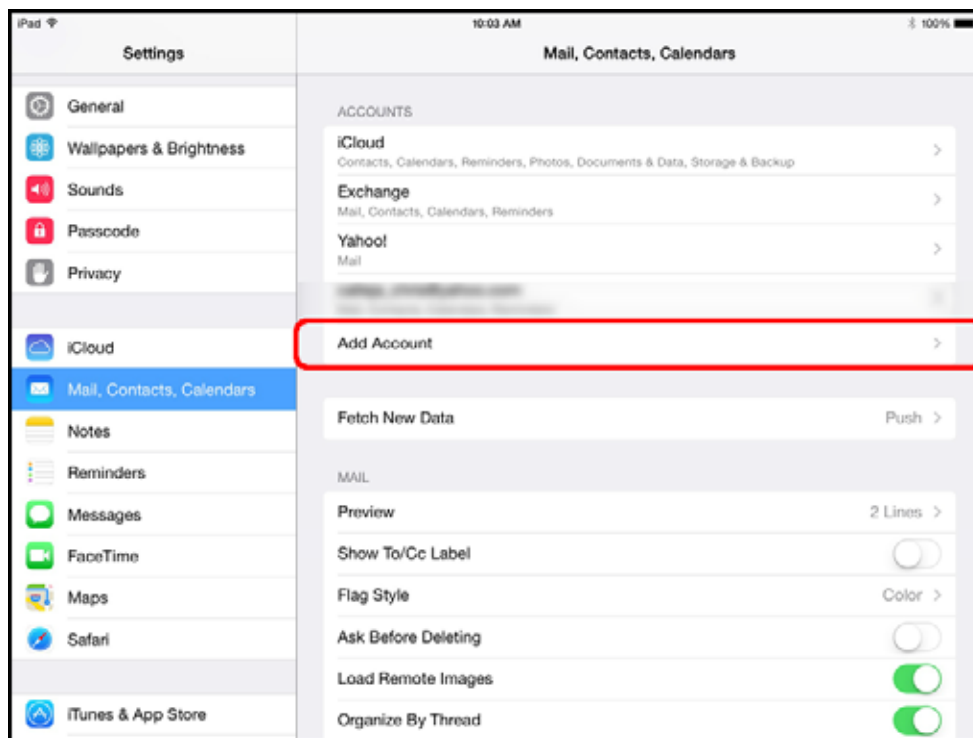 iPad
10:03 AM
100%
Settings
Mail, Contacts, Calendars
General
Wallpapers & Brightness
Sounds
Passcode
Privacy
iCloud
Mail, Contacts, Calendars
Notes
Reminders
Messages
FaceTime
Maps
Safari
iTunes & App Store
ACCOUNTS
iCloud
Contacts, Calendars, Reminders, Photos, Documents & Data, Storage & Backup
Exchange
Mail, Contacts, Calendars, Reminders
Yahoo!
Mail
Add Account
Fetch New Data Push
MAIL
Preview 2 Lines
Show To/Cc Label
Flag Style Color
Ask Before Deleting
Load Remote Images
Organize By Thread